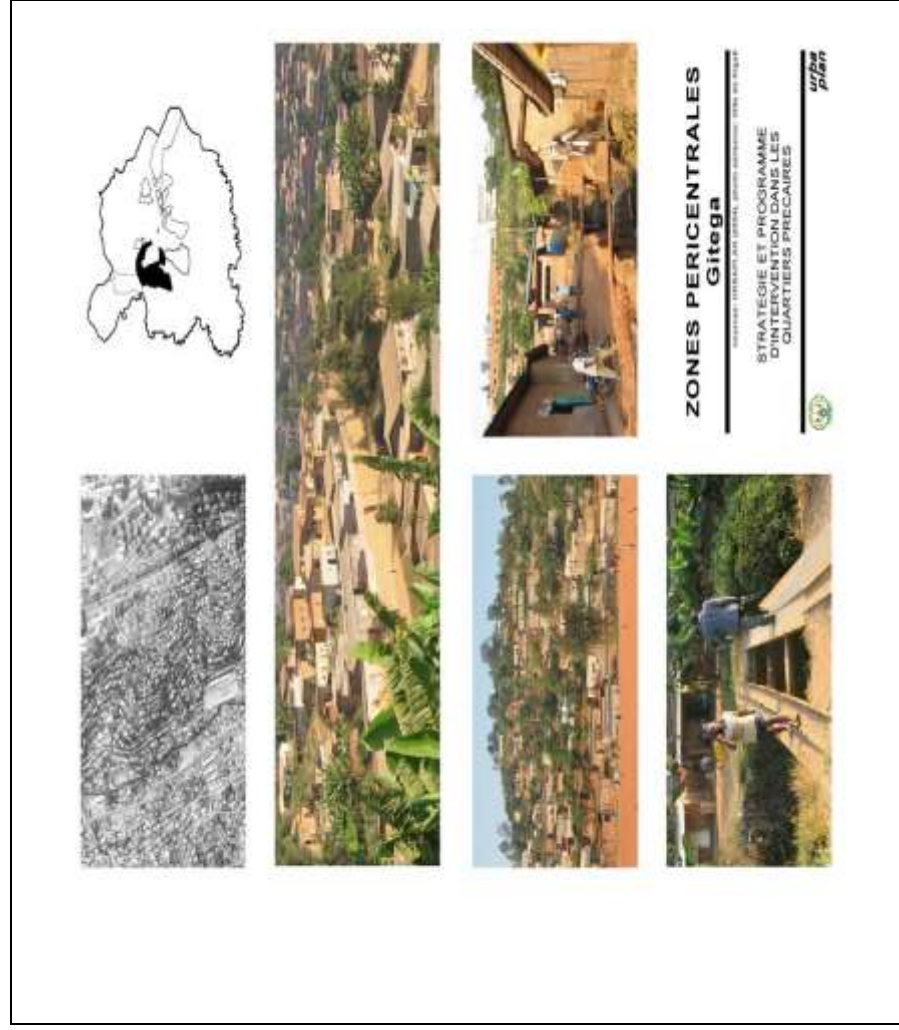 ZONES PERICENTRALES
Gitega
STRATEGIE ET PROGRAMME
D'INTERVENTION DANS LES
QUARTIERS PRECAIRES
urba
plan